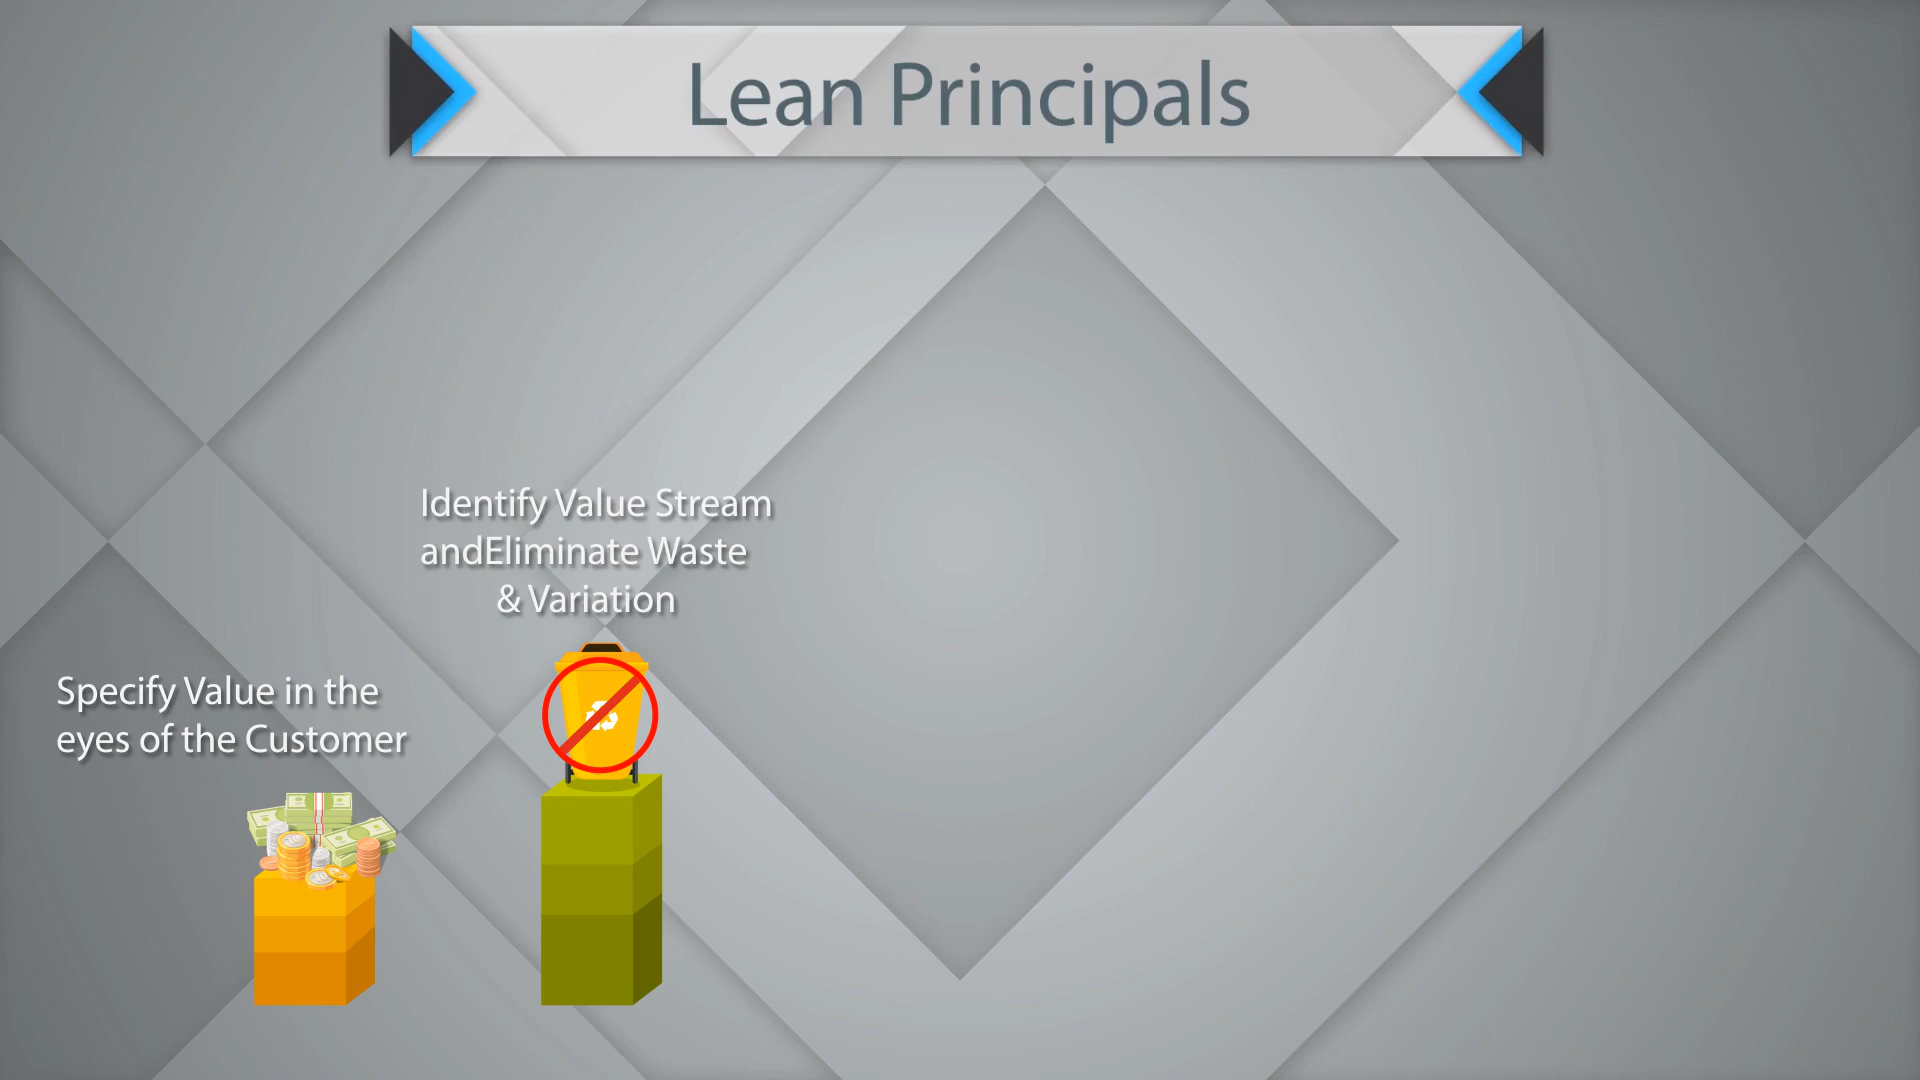 Lean Principals
Identify Value Stream
andEliminate Waste
& Variation
Specify Value in the
eyes of the Customer